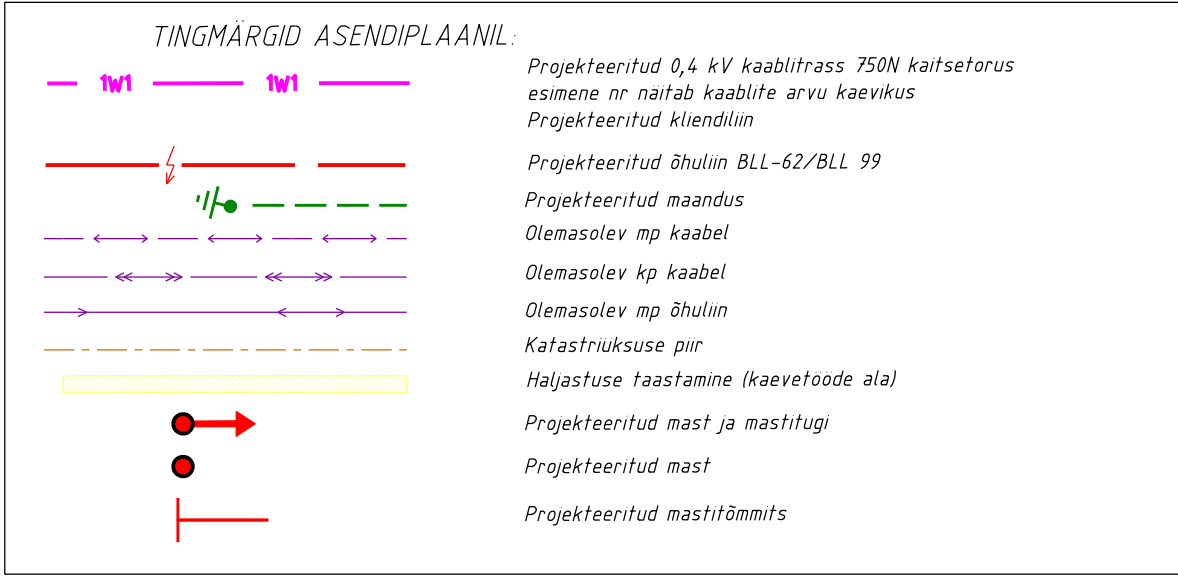 TINGMÄRGID ASENDIPLAANIL:
1W1 1W1
Projekteeritud 0,4 kV kaablitrass 750N kaitsetorus
esimene nr näitab kaablite arvu kaevikus
Projekteeritud kliendiliin
Projekteeritud õhuliin BLL-62/BLL 99
Projekteeritud maandus
Olemasolev mp kaabel
Olemasolev kp kaabel
Olemasolev mp õhuliin
Katastriüksuse piir
Haljastuse taastamine (kaevetööde ala)
Projekteeritud mast ja mastitugi
Projekteeritud mast
Projekteeritud mastitõmmits